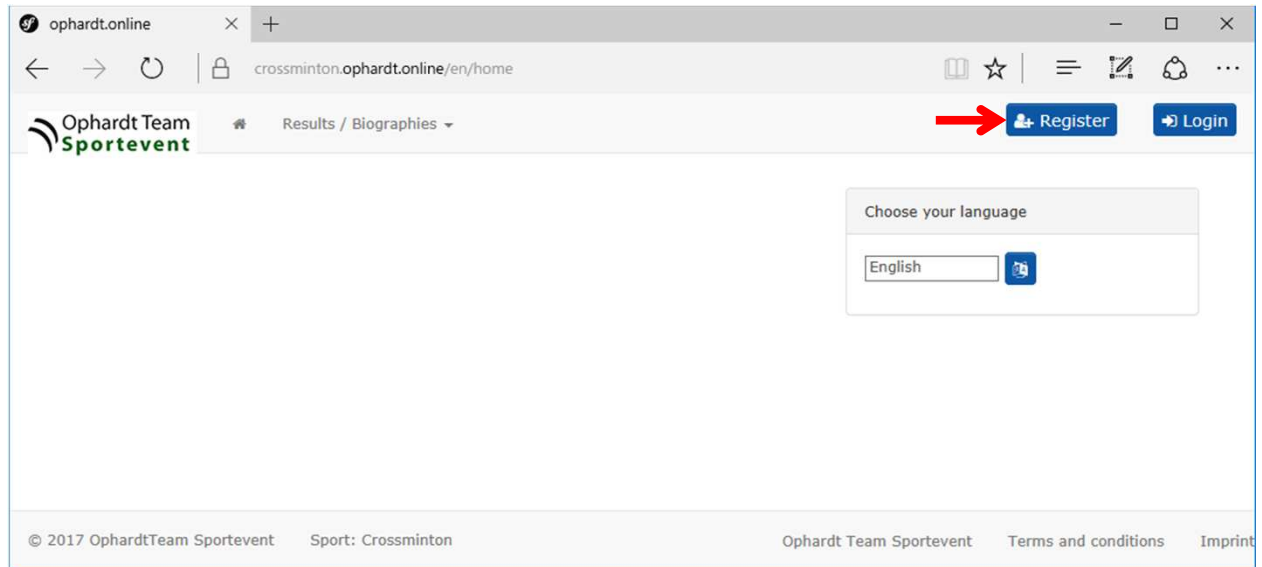 ophardt.online
crossminton.ophardt.online/en/home
Ophardt Team
Sportevent
Results / Biographies
Register
Login
Choose your language
English
© 2017 OphardtTeam Sportevent
Sport: Crossminton
Ophardt Team Sportevent
Terms and conditions
Imprint